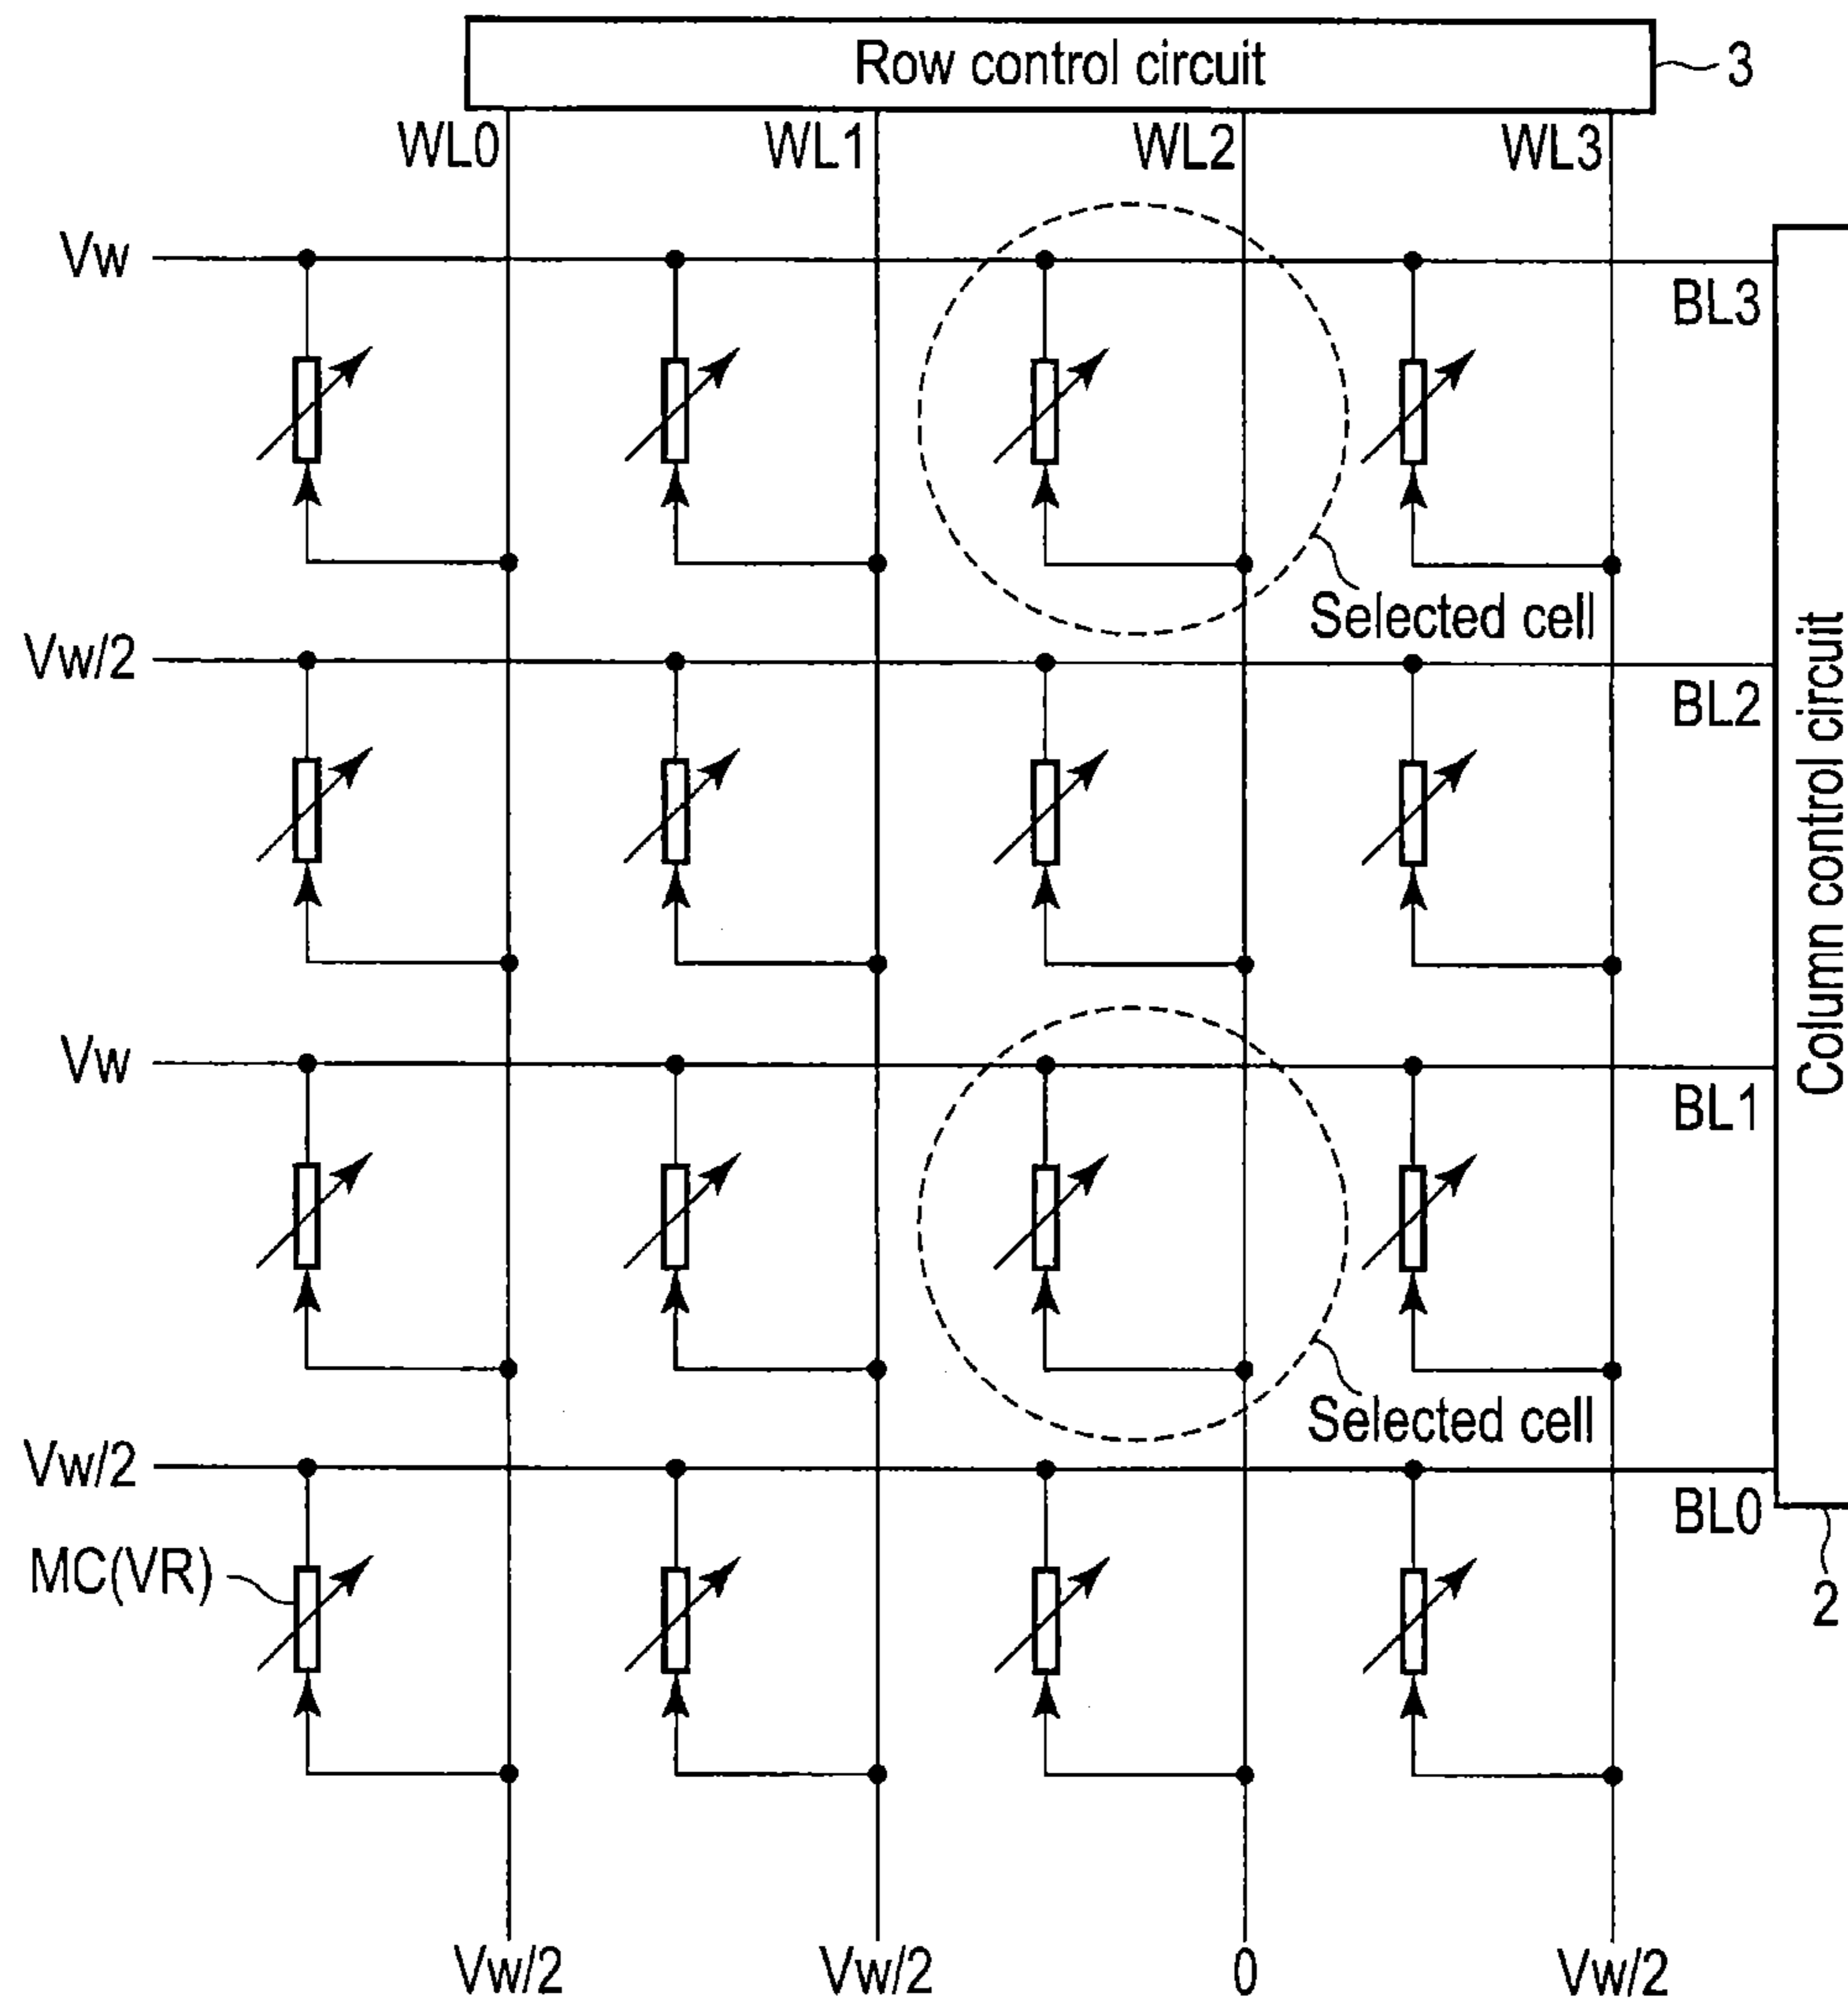 Row control circuit
3
WL0 WL1 WL2 WL3
Vw
BL3
Selected cell
Vw/2
BL2
Column control circuit
Vw
BL1
Selected cell
Vw/2
BL0
MC(VR)
2
Vw/2 Vw/2 0 Vw/2